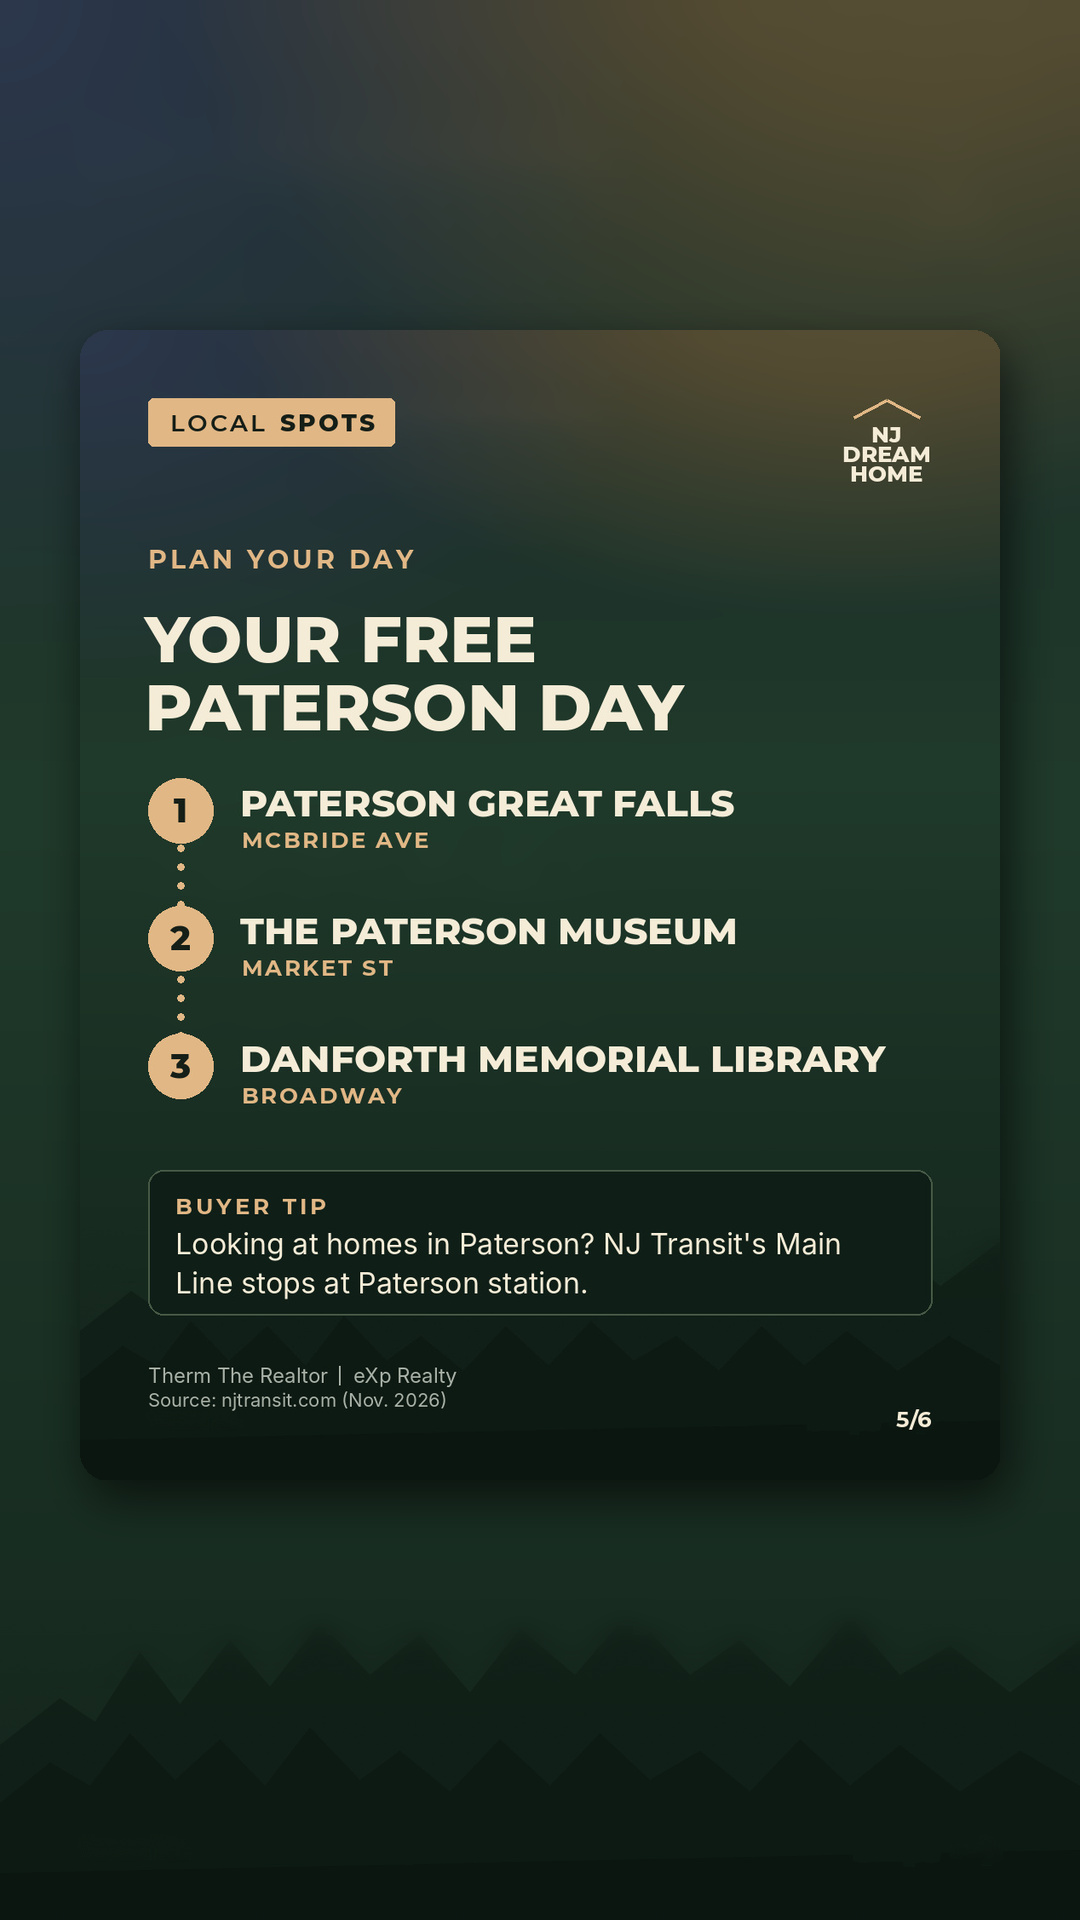 LOCAL SPOTS
NJ
DREAM
HOME
PLAN YOUR DAY
YOUR FREE
PATERSON DAY
1
PATERSON GREAT FALLS
MCBRIDE AVE
2
THE PATERSON MUSEUM
MARKET ST
3
DANFORTH MEMORIAL LIBRARY
BROADWAY
BUYER TIP
Looking at homes in Paterson? NJ Transit's Main
Line stops at Paterson station.
Therm The Realtor | eXp Realty
Source: njtransit.com (Nov. 2026)
5/6